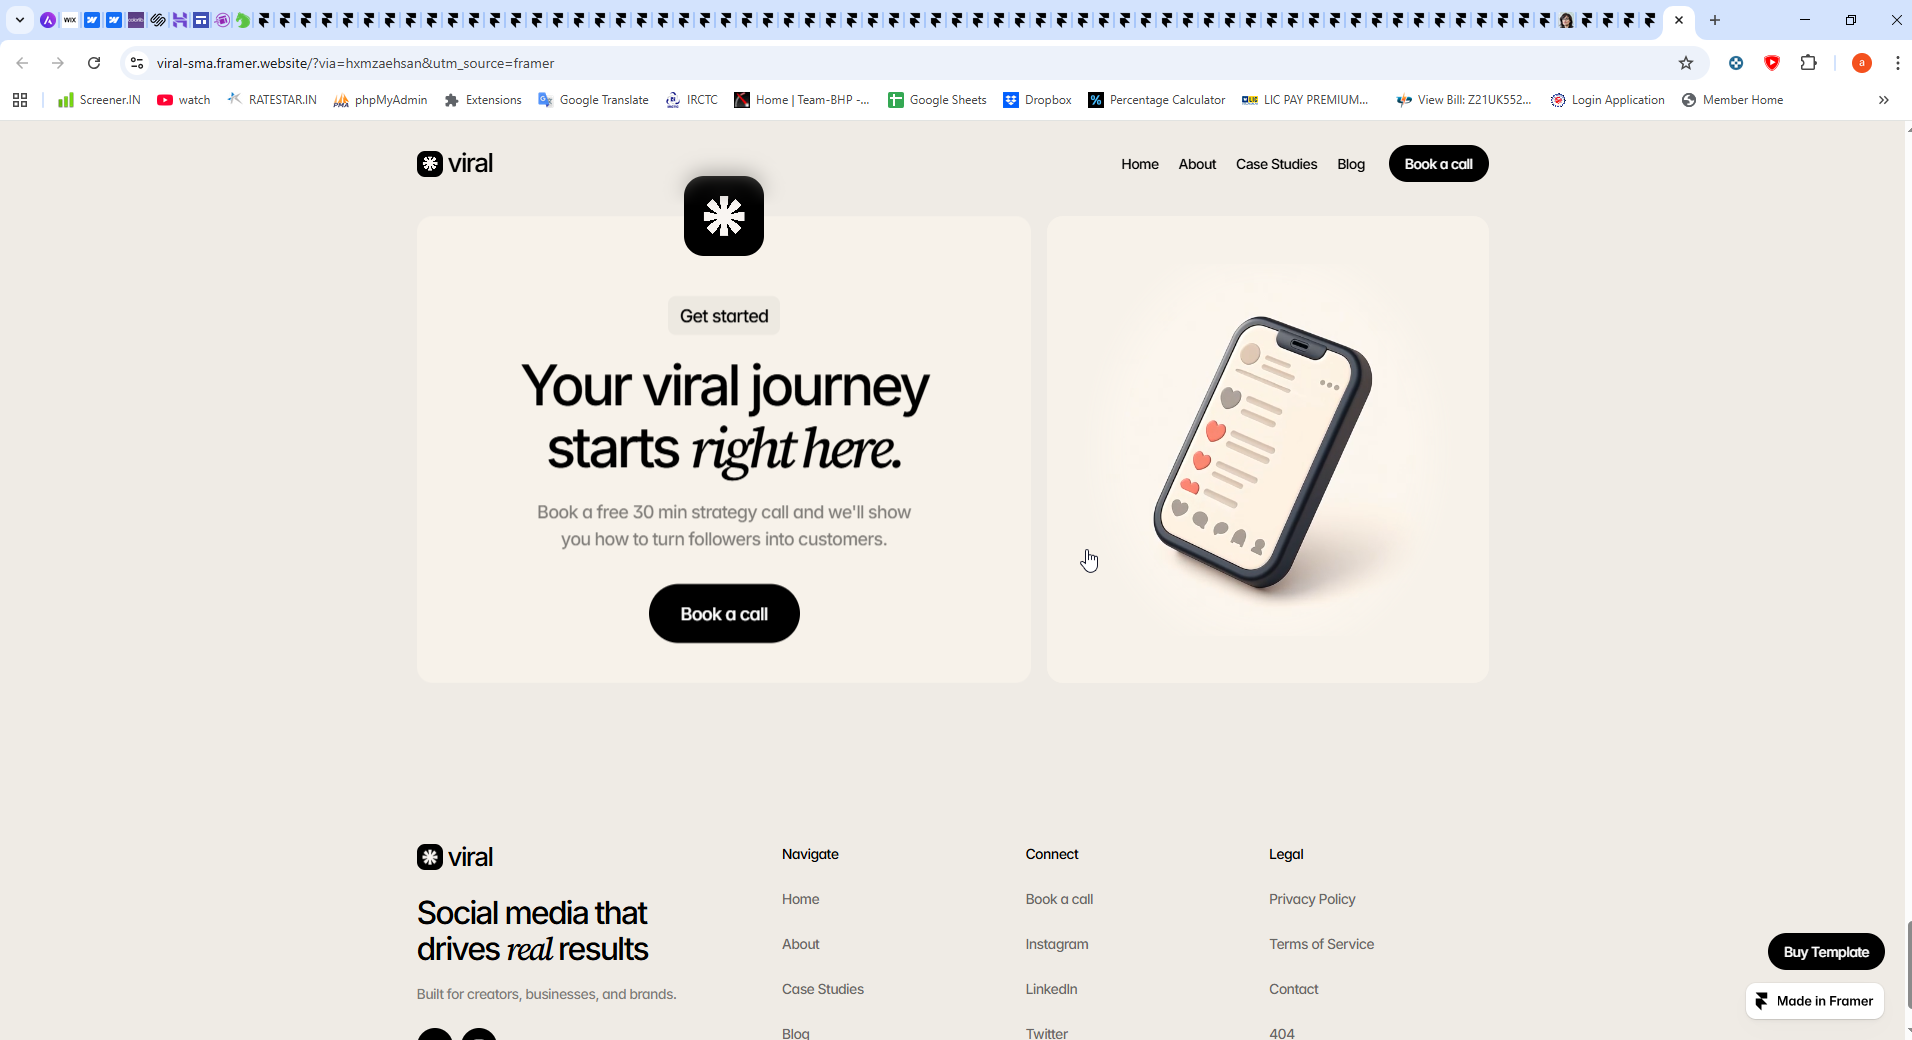 WIX
viral-sma.framer.website/?via=hxmzaehsan&utm_source=framer
a
Screener.IN
watch
RATESTAR.IN
PMA
phpMyAdmin
Extensions
Google Translate
IRCTC
Home | Team-BHP -...
Google Sheets
Dropbox
%
Percentage Calculator
LIC PAY PREMIUM...
View Bill: Z21UK552...
Login Application
Member Home
viral
Home
About
Case Studies
Blog
Book a call
Get started
Your viral journey
starts right here.
Book a free 30 min strategy call and we'll show
you how to turn followers into customers.
Book a call
viral
Social media that
drives real results
Built for creators, businesses, and brands.
Navigate
Home
About
Case Studies
Blog
Connect
Book a call
Instagram
LinkedIn
Twitter
Legal
Privacy Policy
Terms of Service
Contact
404
Buy Template
Made in Framer